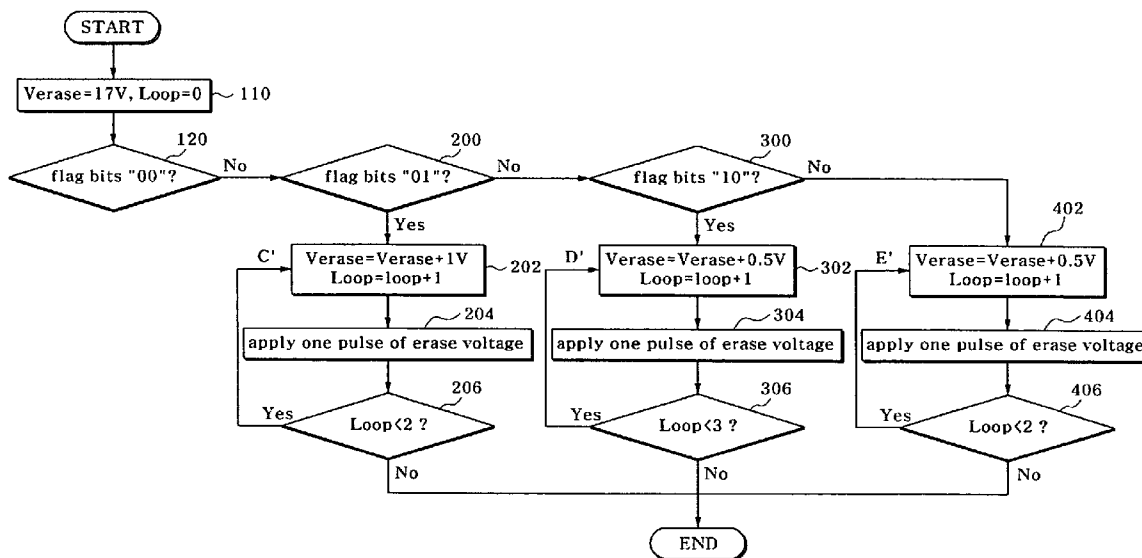 START
Verase=17V, Loop=0
110
120
flag bits "00"?
No
200
flag bits "01"?
No
300
flag bits "10"?
No
Yes
Yes
402
C'
Verase=Verase+1V
Loop=loop+1
202
D'
Verase=Verase+0.5V
Loop=loop+1
302
E'
Verase=Verase+0.5V
Loop=loop+1
204
apply one pulse of erase voltage
304
apply one pulse of erase voltage
404
apply one pulse of erase voltage
206
Yes
Loop<2 ?
306
Yes
Loop<3 ?
406
Yes
Loop<2 ?
No
No
No
END